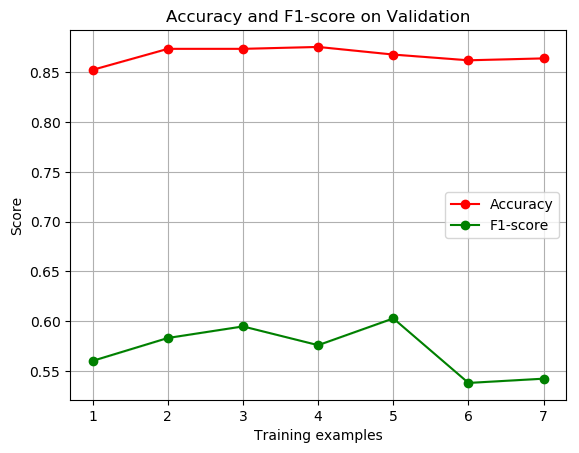 Accuracy and F1-score on Validation
Score
0.85
0.80
0.75
0.70
0.65
0.60
0.55
Accuracy
F1-score
1 2 3 4 5 6 7
Training examples